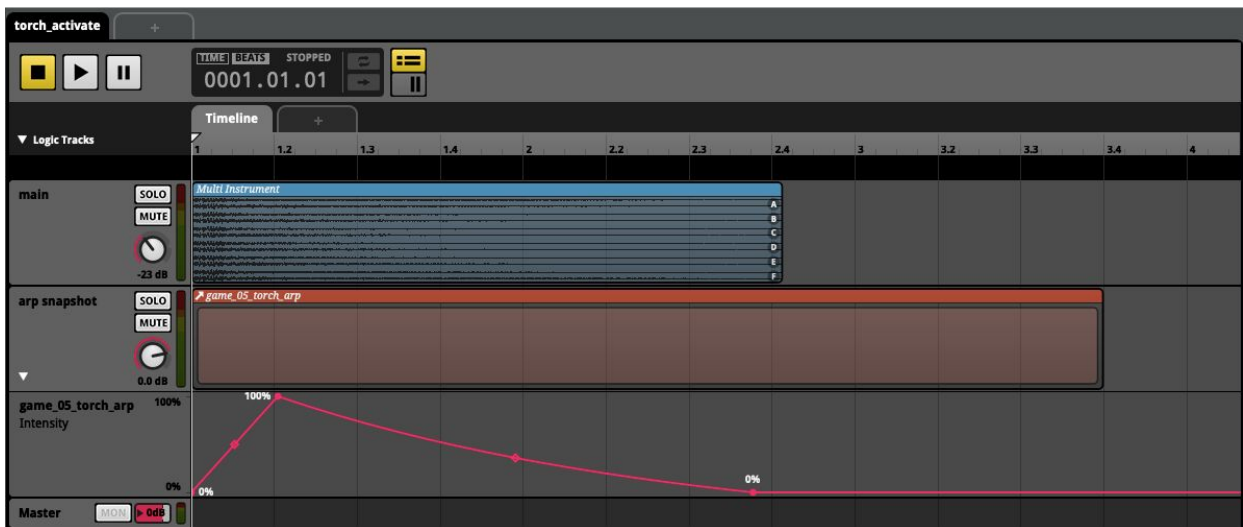 torch_activate +
TIME BEATS STOPPED
0001.01.01
Timeline +
▼ Logic Tracks
1 1.2 1.3 1.4 2 2.2 2.3 2.4 3 3.2 3.3 3.4 4
main SOLO
MUTE
-23 dB
Multi Instrument
A
B
C
D
E
F
arp snapshot SOLO
MUTE
0.0 dB
game_05_torch_arp
game_05_torch_arp 100%
Intensity
0%
100%
0%
0%
Master MON 0dB